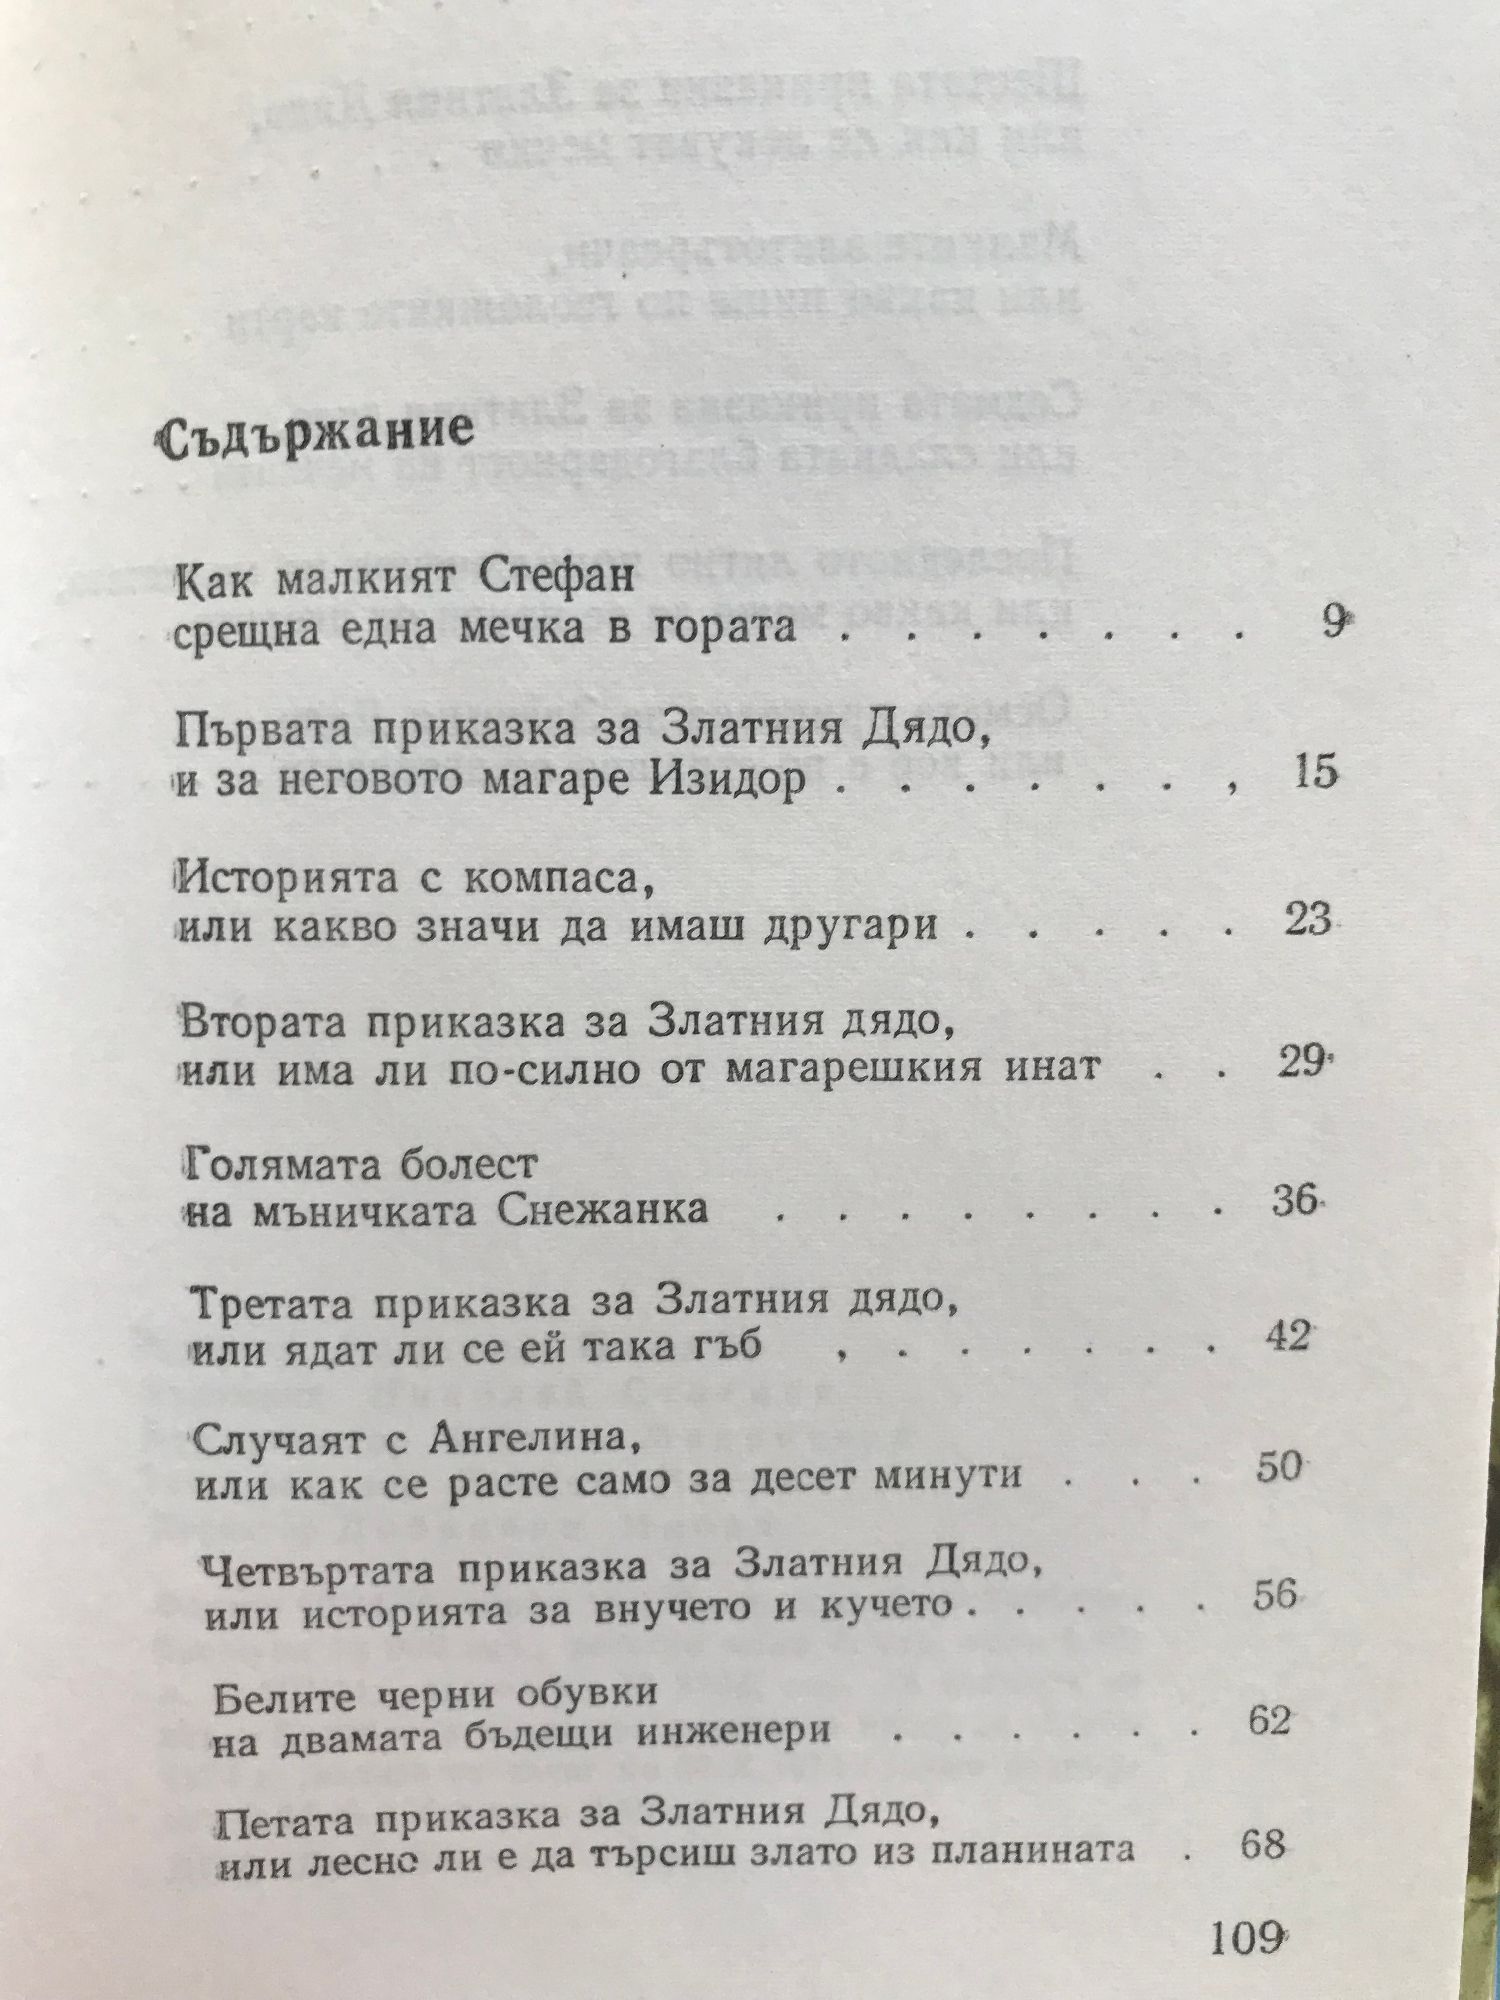 Съдържание
Как малкият Стефан
срещна една мечка в гората . . . . . . . 9
Първата приказка за Златния Дядо,
и за неговото магаре Изидор . . . . . . , 15
Историята с компаса,
или какво значи да имаш другари . . . . . 23
Втората приказка за Златния дядо,
или има ли по-силно от магарешкия инат . . 29
Голямата болест
на мъничката Снежанка . . . . . . . . 36
Третата приказка за Златния дядо,
или ядат ли се ей така гъб , . . . . . . 42
Случаят с Ангелина,
или как се расте само за десет минути . . . 50
Четвъртата приказка за Златния Дядо,
или историята за внучето и кучето . . . . . 56
Белите черни обувки
на двамата бъдещи инженери . . . . . . 62
Петата приказка за Златния Дядо,
или лесно ли е да търсиш злато из планината . 68
109